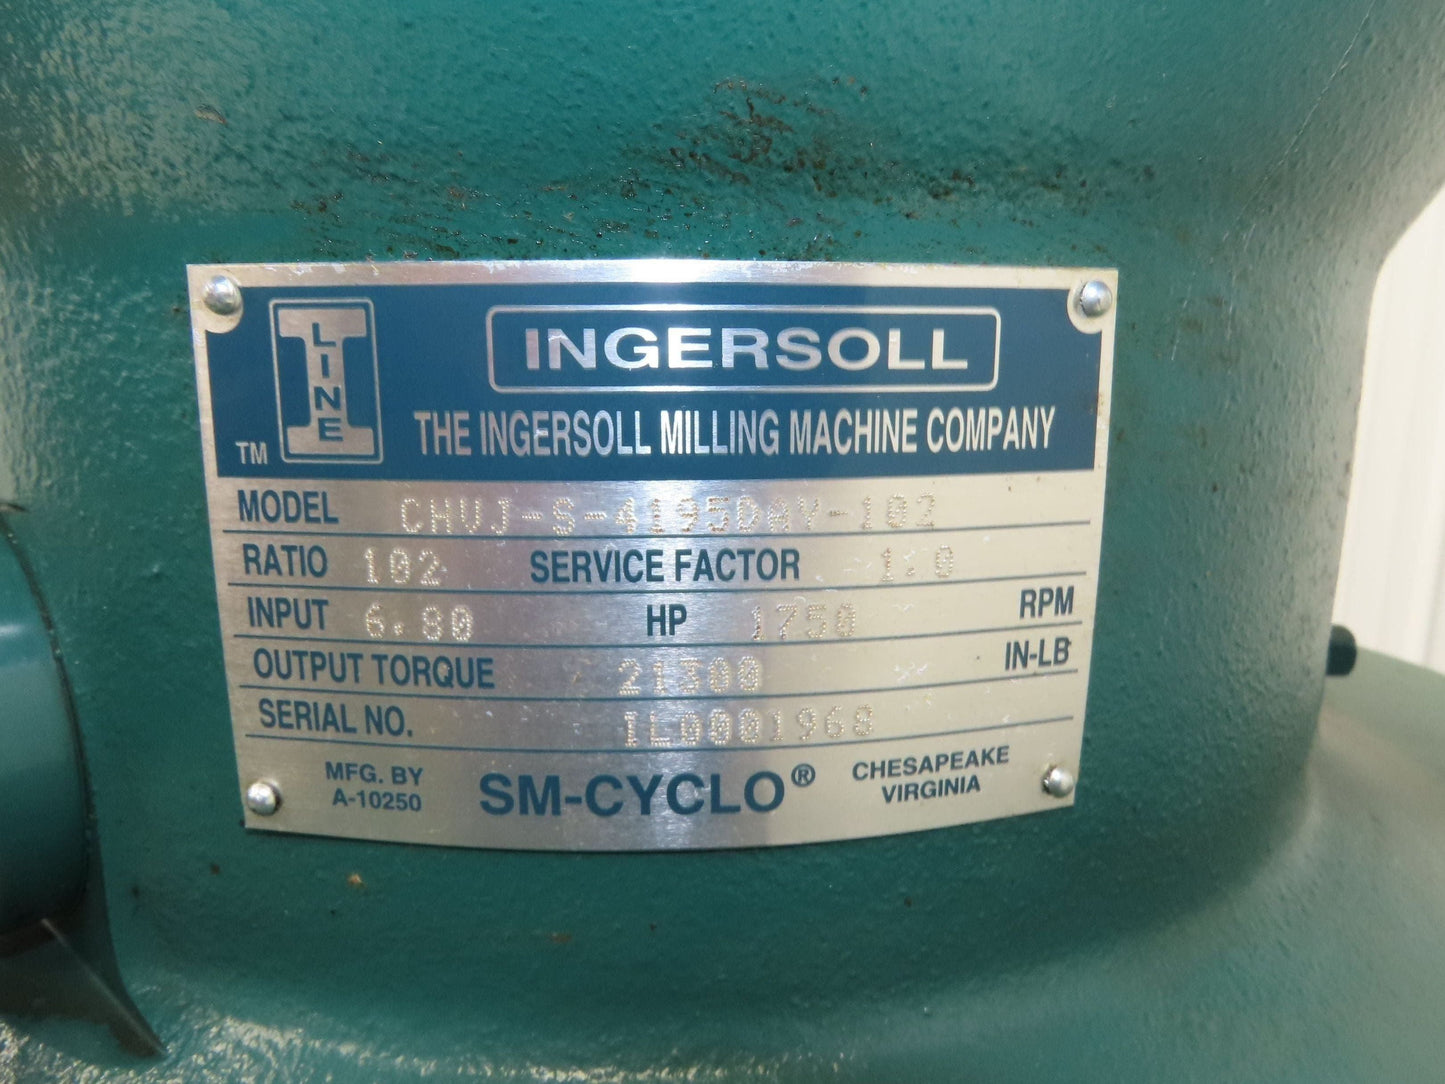 I LINE
TM
INGERSOLL
THE INGERSOLL MILLING MACHINE COMPANY
MODEL CHVJ-S-4195DAY-102
RATIO 102 SERVICE FACTOR 1.0
INPUT 6.80 HP 1750 RPM
OUTPUT TORQUE 21300 IN-LB
SERIAL NO. 1L0001968
MFG. BY
A-10250
SM-CYCLO®
CHESAPEAKE
VIRGINIA